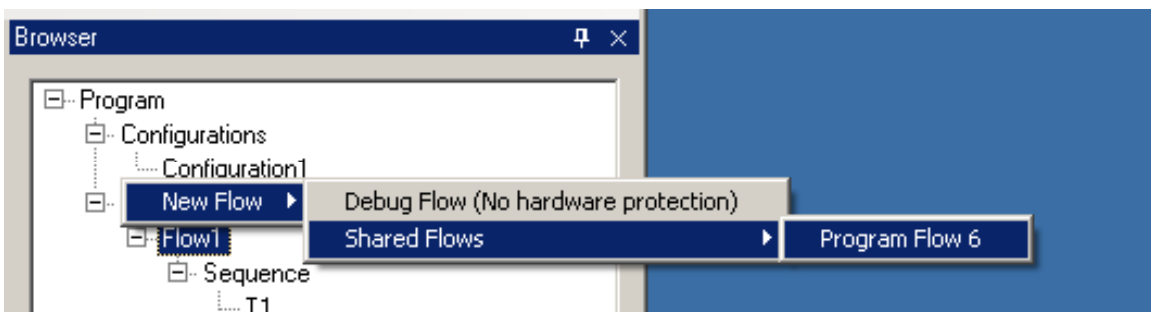 Browser
Program
Configurations
Configuration1
New Flow
Debug Flow (No hardware protection)
Flow1
Shared Flows
Program Flow 6
Sequence
T1